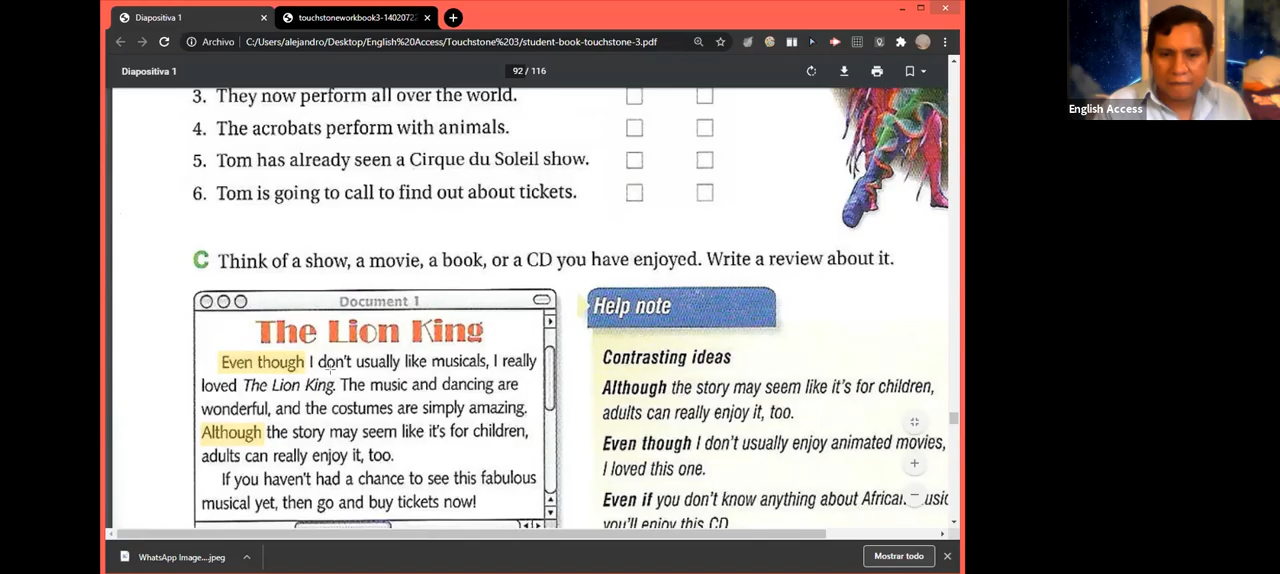 Diapositiva 1
touchstoneworkbook3-1402072
Archivo C:/Users/alejandro/Desktop/English%20Access/Touchstone%203/student-book-touchstone-3.pdf
Diapositiva 1
92 / 116
English Access
3. They now perform all over the world.
4. The acrobats perform with animals.
5. Tom has already seen a Cirque du Soleil show.
6. Tom is going to call to find out about tickets.
C Think of a show, a movie, a book, or a CD you have enjoyed. Write a review about it.
Document 1
The Lion King
Even though I don't usually like musicals, I really
loved The Lion King. The music and dancing are
wonderful, and the costumes are simply amazing.
Although the story may seem like it's for children,
adults can really enjoy it, too.
If you haven't had a chance to see this fabulous
musical yet, then go and buy tickets now!
Help note
Contrasting ideas
Although the story may seem like it's for children,
adults can really enjoy it, too.
Even though I don't usually enjoy animated movies,
I loved this one.
Even if you don't know anything about African
you'll enjoy this CD
WhatsApp Image....jpeg
Mostrar todo